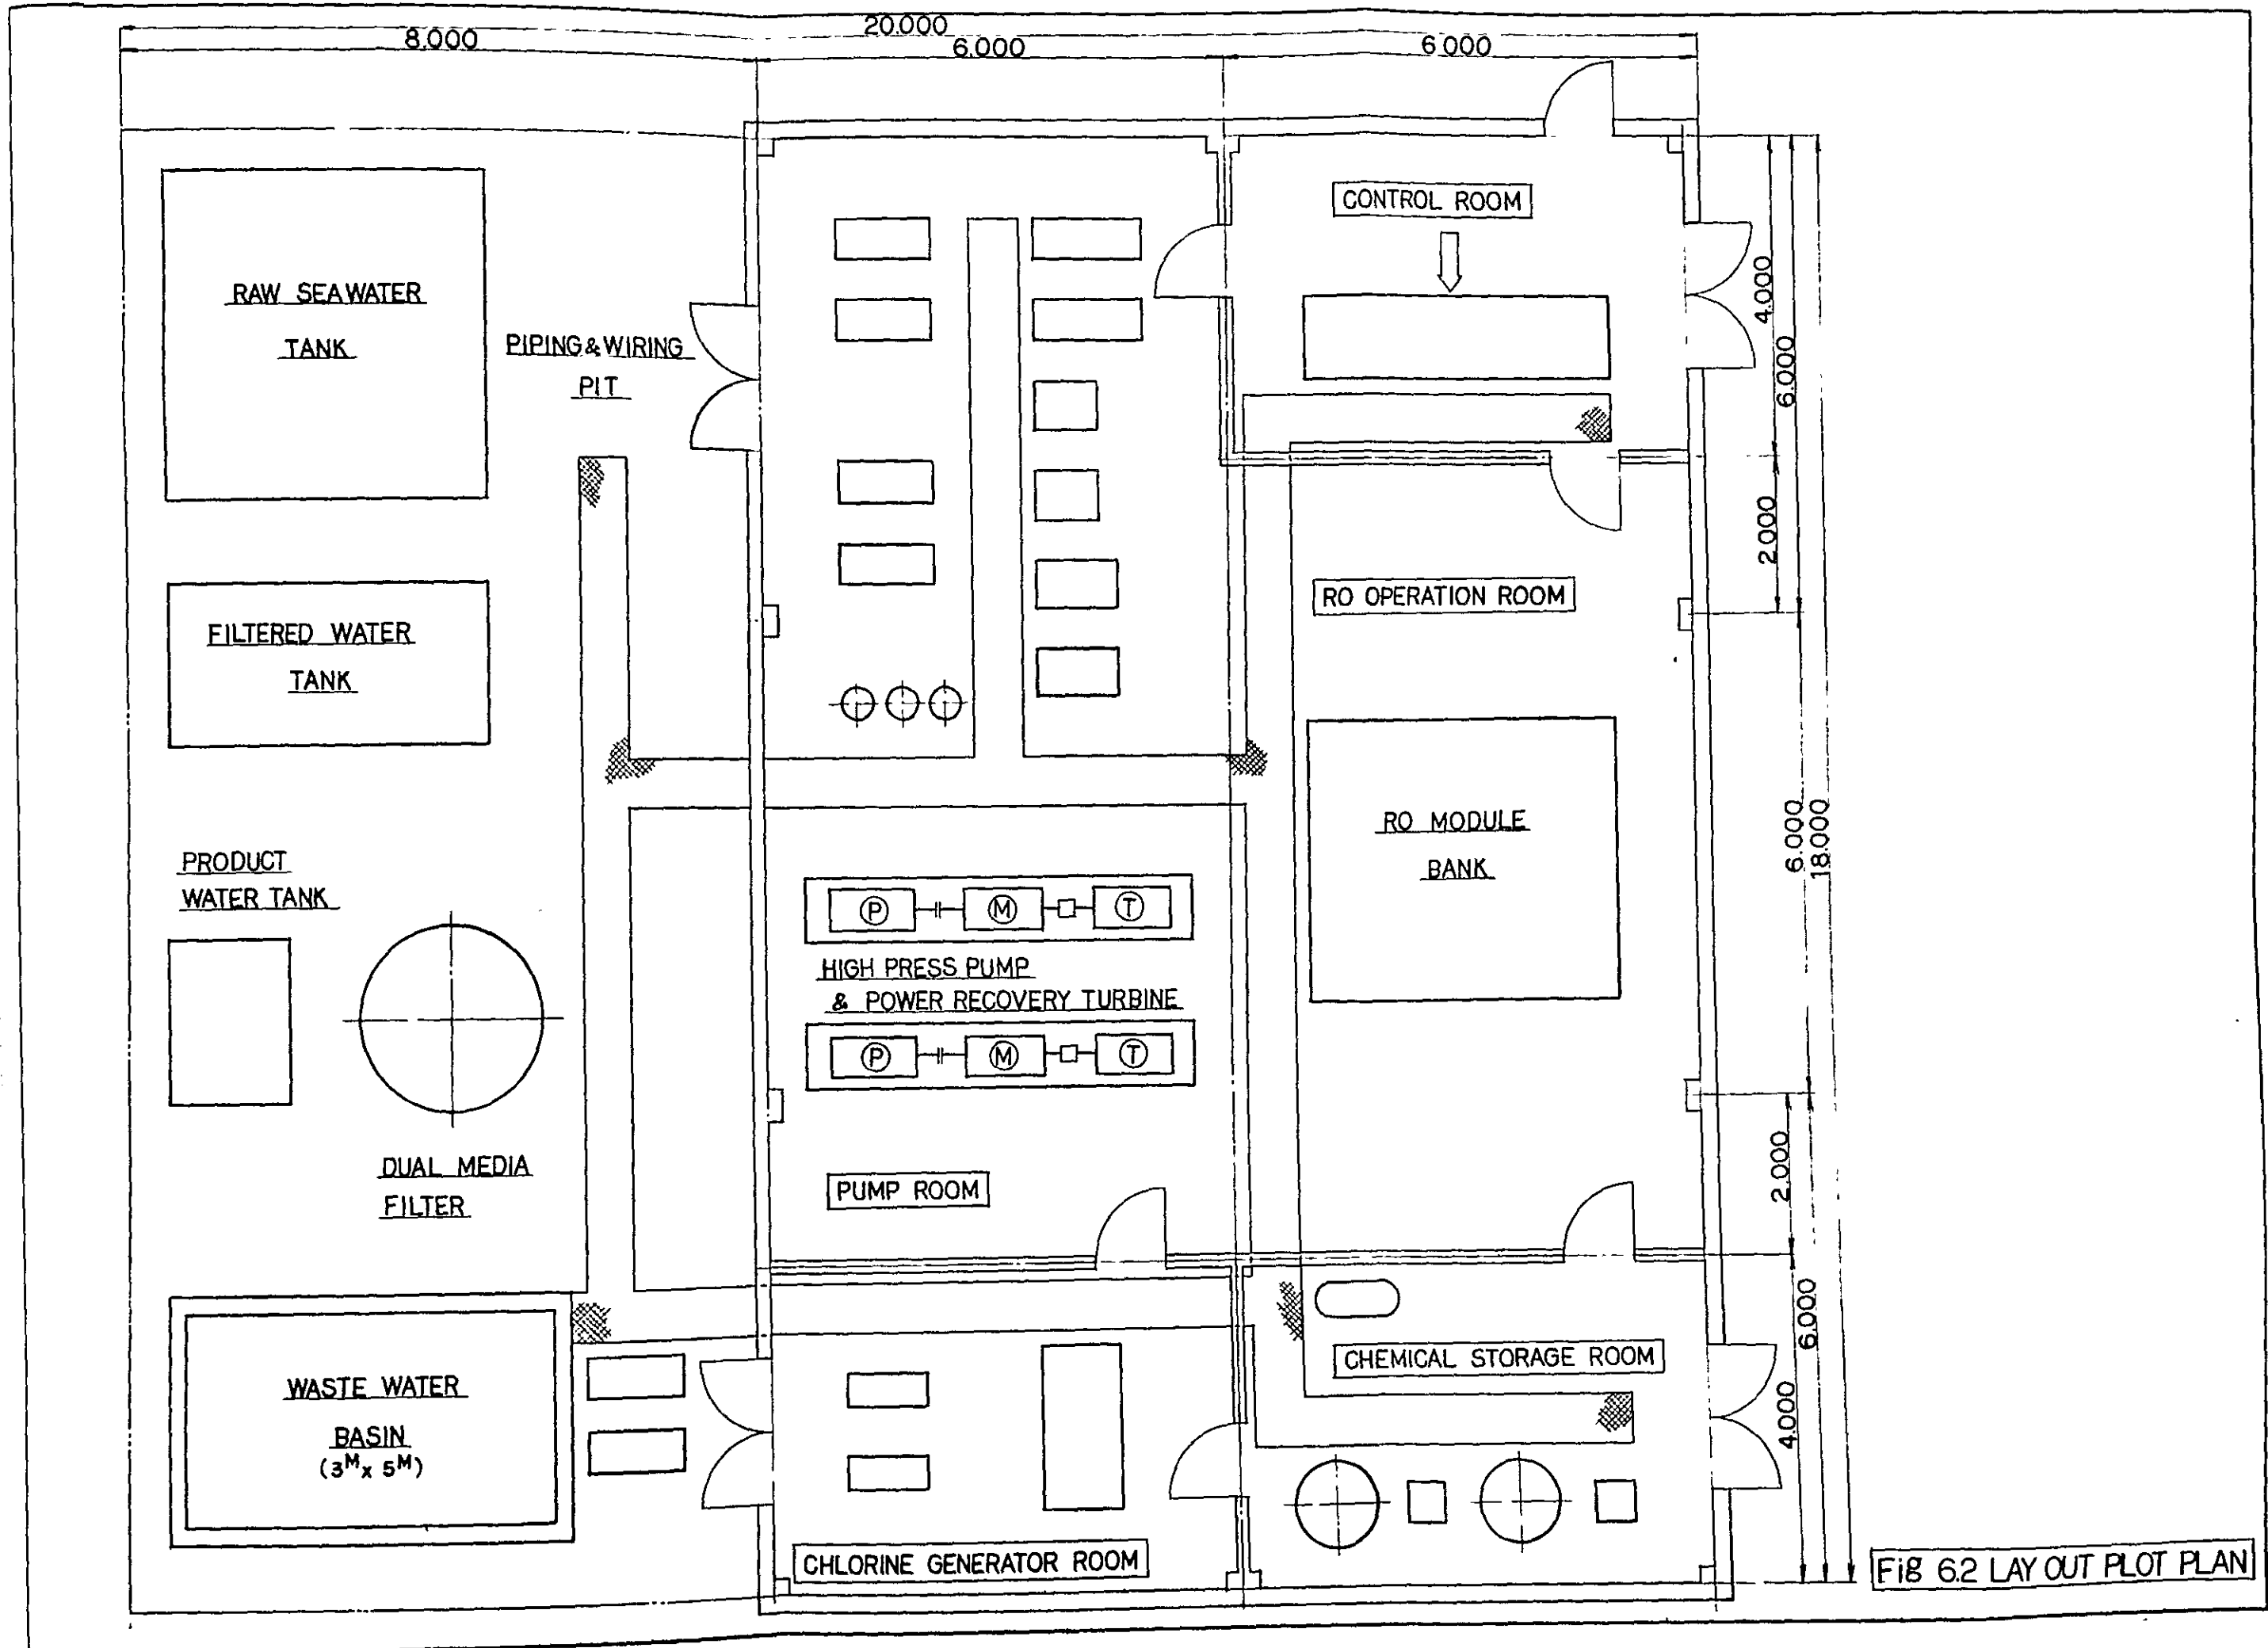 20.000
8.000
6.000
6.000
CONTROL ROOM
RAW SEAWATER
TANK
PIPING & WIRING
PIT
4.000
6.000
2.000
RO OPERATION ROOM
FILTERED WATER
TANK
RO MODULE
BANK
6.000
18.000
PRODUCT
WATER TANK
P M T
HIGH PRESS PUMP
& POWER RECOVERY TURBINE
P M T
DUAL MEDIA
FILTER
PUMP ROOM
2.000
6.000
4.000
CHEMICAL STORAGE ROOM
WASTE WATER
BASIN
(3M x 5M)
CHLORINE GENERATOR ROOM
Fig 6.2 LAY OUT PLOT PLAN